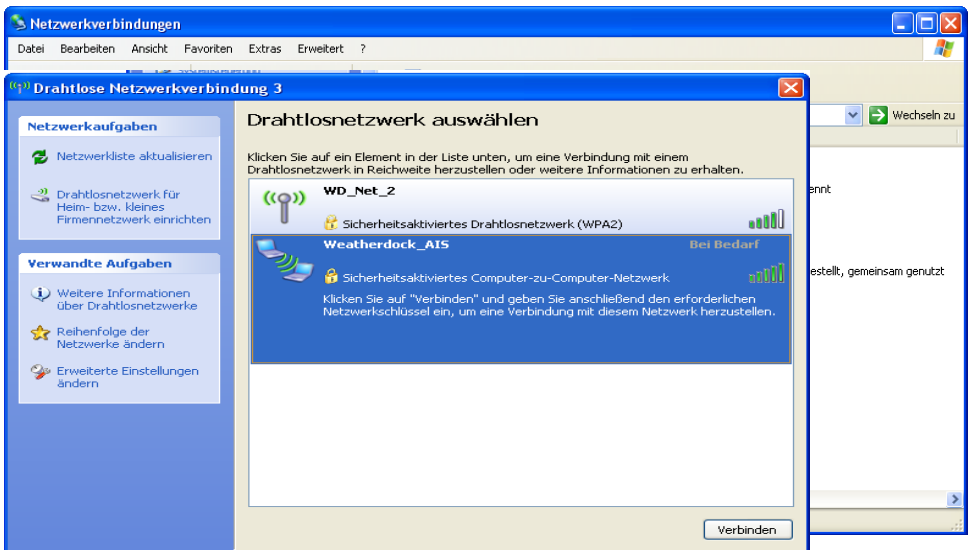 Netzwerkverbindungen
Datei Bearbeiten Ansicht Favoriten Extras Erweitert ?
Wechseln zu
Drahtlose Netzwerkverbindung 3
Netzwerkaufgaben
Netzwerkliste aktualisieren
Drahtlosnetzwerk für
Heim- bzw. kleines
Firmennetzwerk einrichten
Verwandte Aufgaben
Weitere Informationen
über Drahtlosnetzwerke
Reihenfolge der
Netzwerke ändern
Erweiterte Einstellungen
ändern
Drahtlosnetzwerk auswählen
Klicken Sie auf ein Element in der Liste unten, um eine Verbindung mit einem
Drahtlosnetzwerk in Reichweite herzustellen oder weitere Informationen zu erhalten.
WD_Net_2
Sicherheitsaktiviertes Drahtlosnetzwerk (WPA2)
Weatherdock_AIS Bei Bedarf
Sicherheitsaktiviertes Computer-zu-Computer-Netzwerk
Klicken Sie auf "Verbinden" und geben Sie anschließend den erforderlichen
Netzwerkschlüssel ein, um eine Verbindung mit diesem Netzwerk herzustellen.
Verbinden
ennt
estellt, gemeinsam genutzt